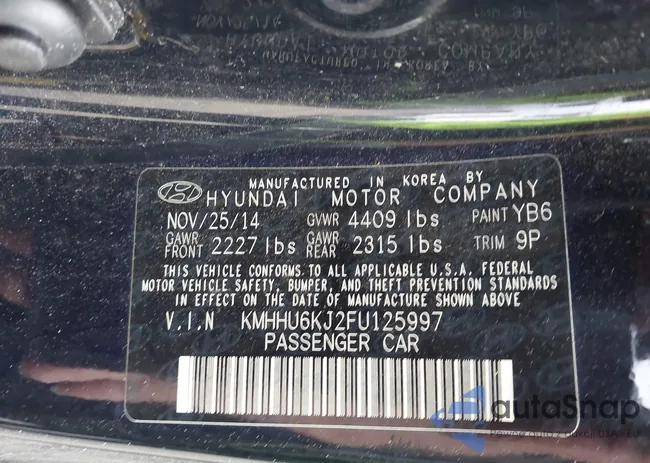 MANUFACTURED IN KOREA BY
HYUNDAI MOTOR COMPANY
NOV/25/14 GVWR 4409 lbs PAINT YB6
GAWR FRONT 2227 lbs GAWR REAR 2315 lbs TRIM 9P
THIS VEHICLE CONFORMS TO ALL APPLICABLE U.S.A. FEDERAL
MOTOR VEHICLE SAFETY, BUMPER, AND THEFT PREVENTION STANDARDS
IN EFFECT ON THE DATE OF MANUFACTURE SHOWN ABOVE
V.I.N KMHHU6KJ2FU125997
PASSENGER CAR
autaSnap